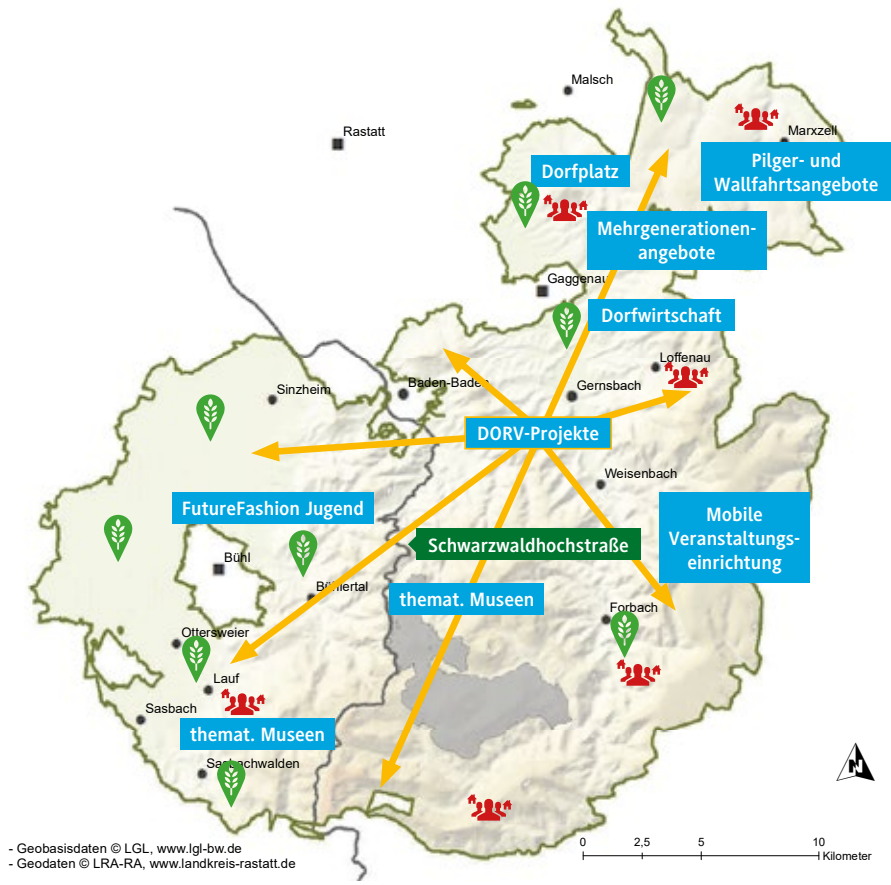 Malsch
Rastatt
Marxzell
Pilger- und
Wallfahrtsangebote
Dorfplatz
Mehrgenerationen-
angebote
Gaggenau
Dorfwirtschaft
Loffenau
Baden-Baden
Gernsbach
Sinzheim
DORV-Projekte
Weisenbach
FutureFashion Jugend
Mobile
Veranstaltungs-
einrichtung
Schwarzwaldhochstraße
Bühl
Bühlertal
themat. Museen
Forbach
Ottersweier
Lauf
Sasbach
themat. Museen
Sasbachwalden
N
- Geobasisdaten © LGL, www.lgl-bw.de
- Geodaten © LRA-RA, www.landkreis-rastatt.de
0 2,5 5 10
Kilometer